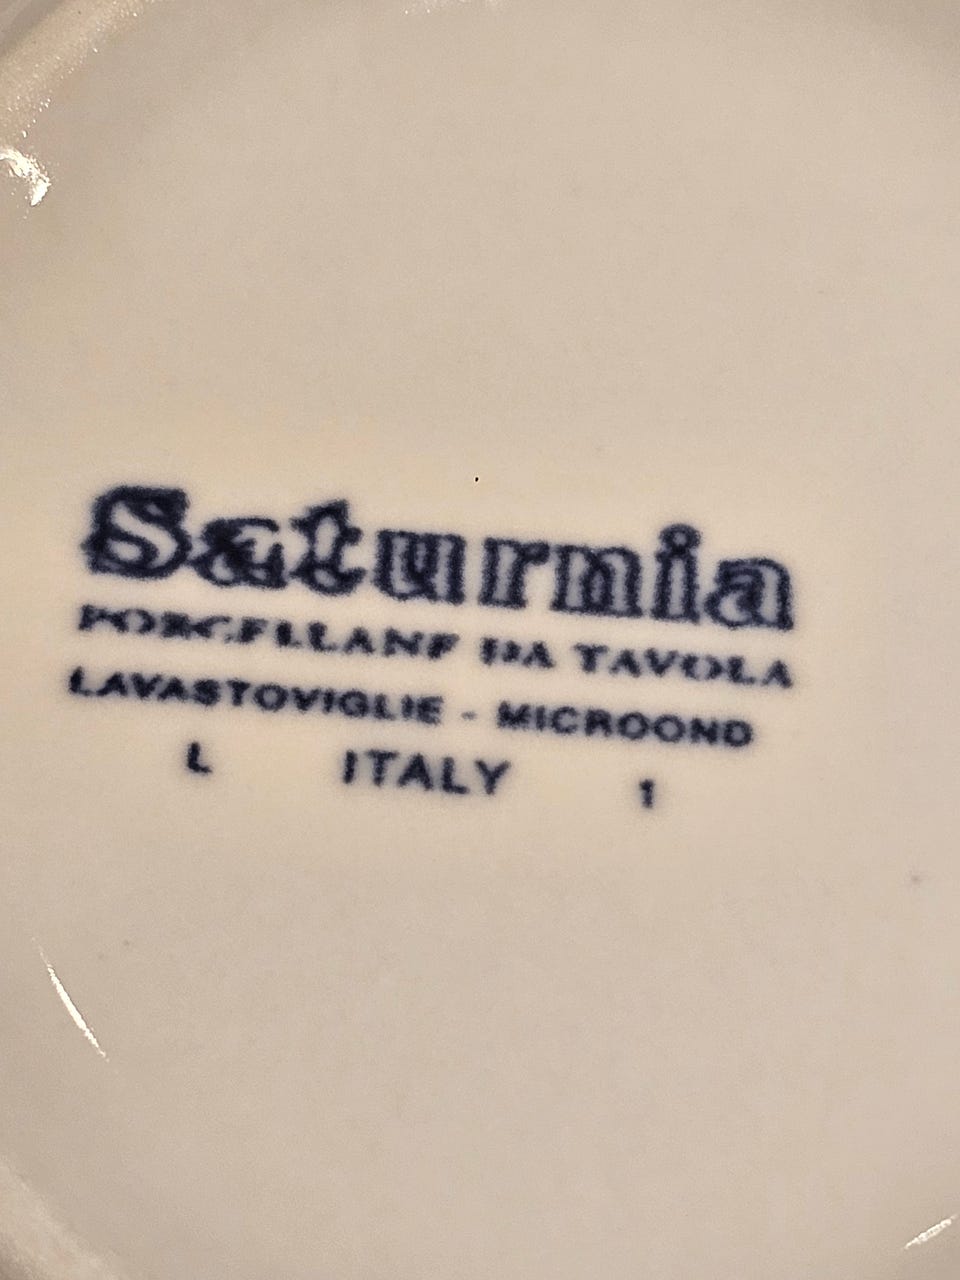 Saturnia
PORCELLANE DA TAVOLA
LAVASTOVIGLIE - MICROOND
L ITALY 1